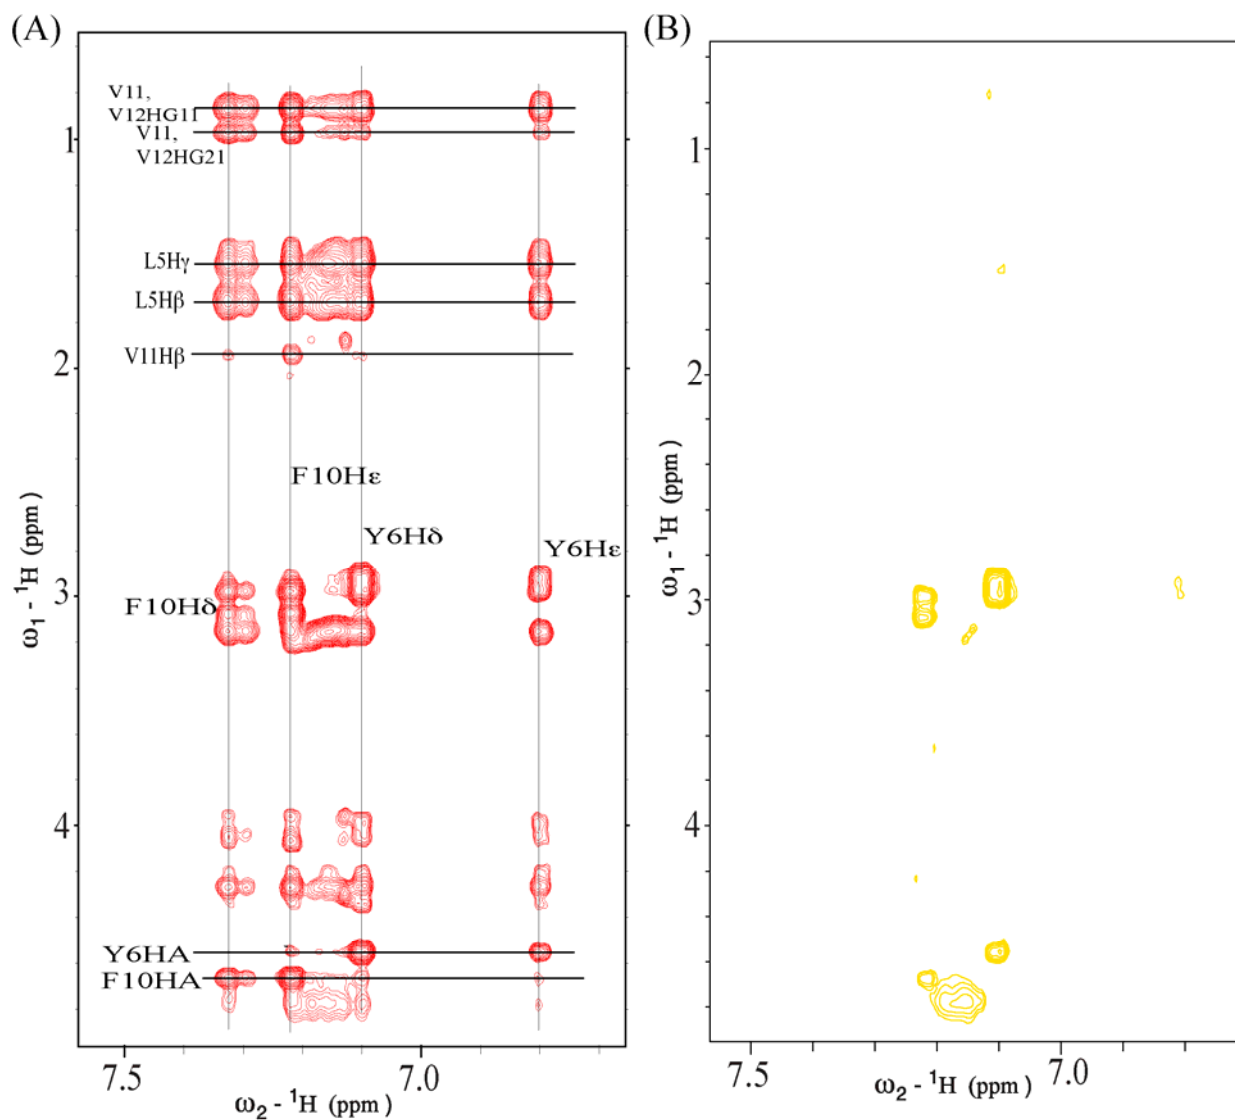 (A)
(B)
V11,
V12HG11
V11,
V12HG21
1
L5Hγ
L5Hβ
V11Hβ
2
F10Hε
Y6Hδ
Y6Hε
F10Hδ
3
4
Y6HA
F10HA
7.5
7.0
ω1 - 1H (ppm)
ω2 - 1H (ppm)
1
2
3
4
7.5
7.0
ω1 - 1H (ppm)
ω2 - 1H (ppm)